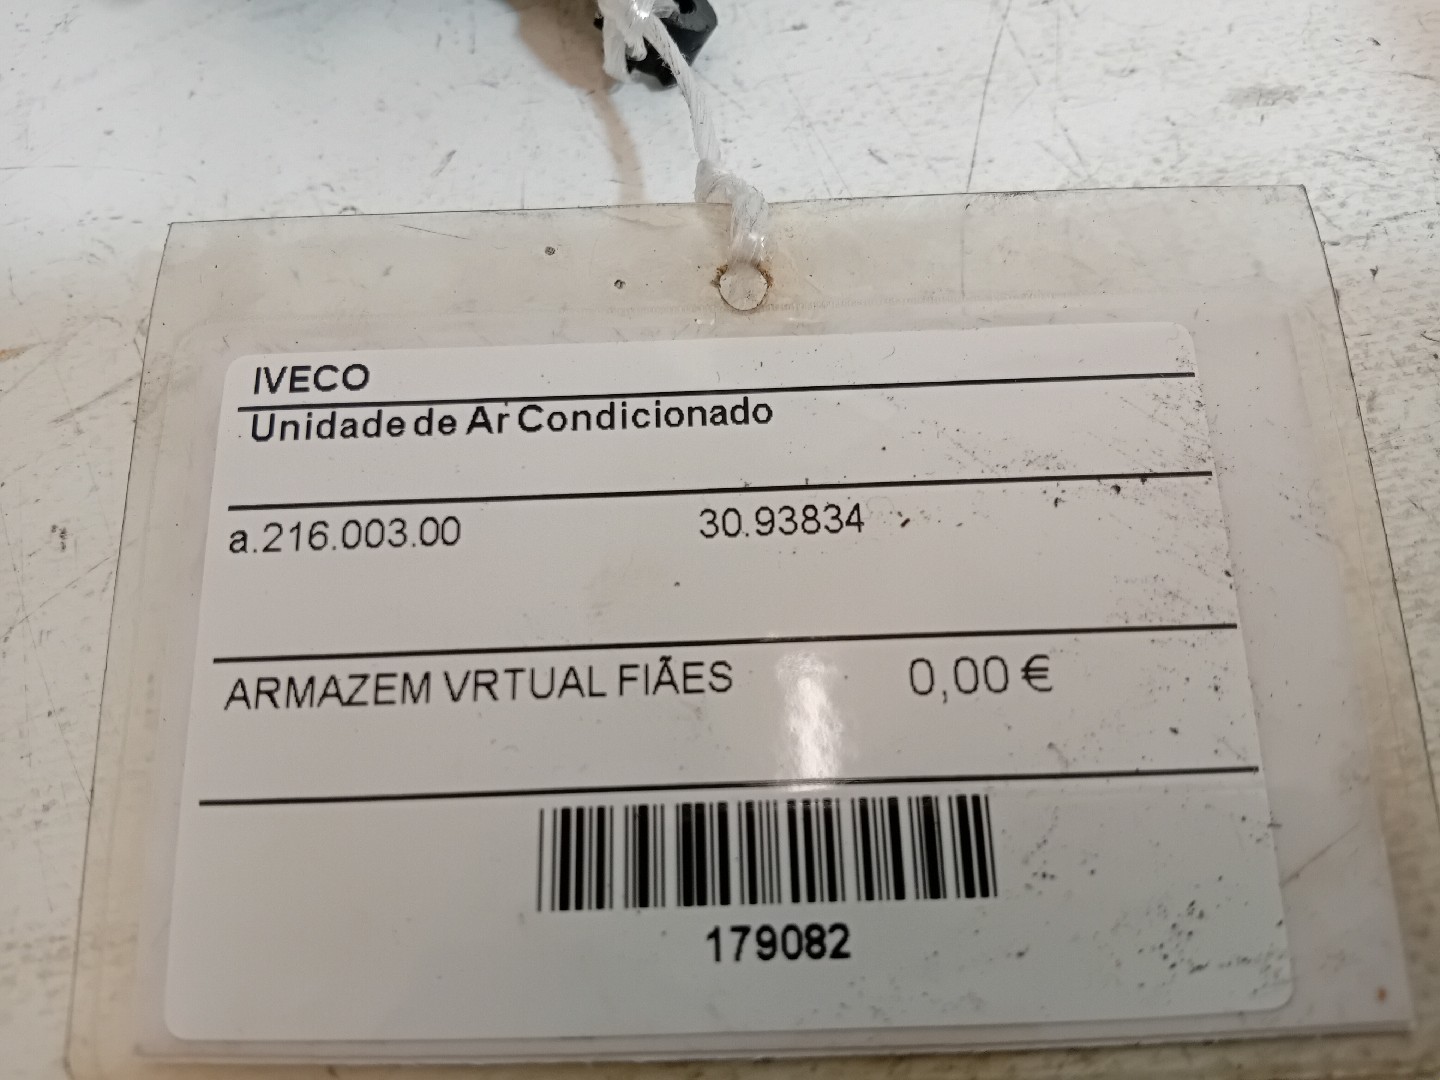 IVECO
Unidade de Ar Condicionado
a.216.003.00 30.93834
ARMAZEM VRTUAL FIÃES 0,00 €
179082